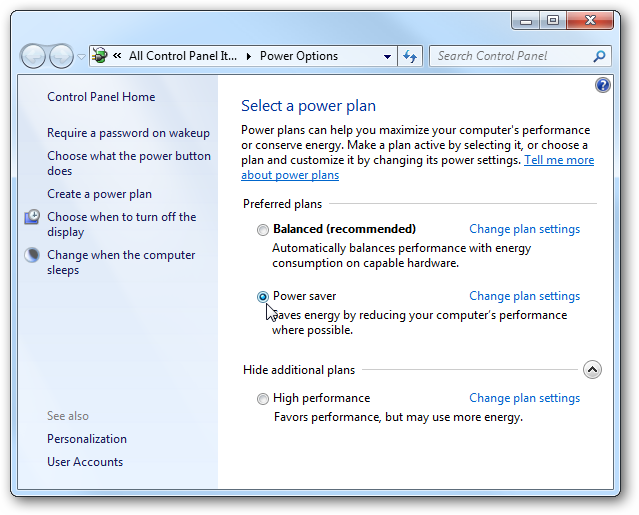 « All Control Panel It... ▸ Power Options
Search Control Panel
Control Panel Home
Require a password on wakeup
Choose what the power button
does
Create a power plan
Choose when to turn off the
display
Change when the computer
sleeps
See also
Personalization
User Accounts
Select a power plan
Power plans can help you maximize your computer's performance
or conserve energy. Make a plan active by selecting it, or choose a
plan and customize it by changing its power settings. Tell me more
about power plans
Preferred plans
Balanced (recommended) Change plan settings
Automatically balances performance with energy
consumption on capable hardware.
Power saver Change plan settings
Saves energy by reducing your computer's performance
where possible.
Hide additional plans
High performance Change plan settings
Favors performance, but may use more energy.